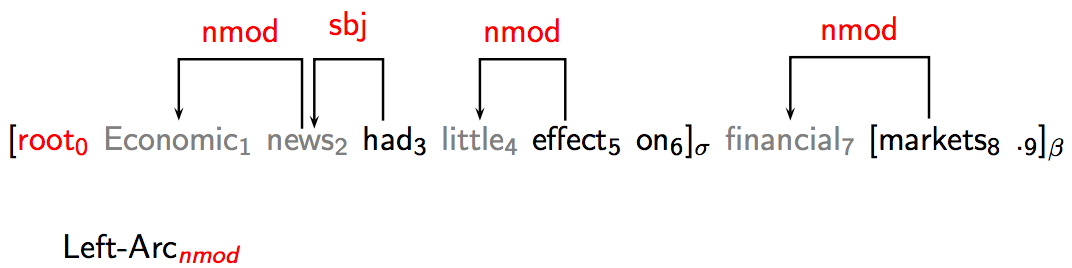 nmod sbj nmod nmod
[root₀ Economic₁ news₂ had₃ little₄ effect₅ on₆]σ financial₇ [markets₈ .₉]β
Left-Arcnmod